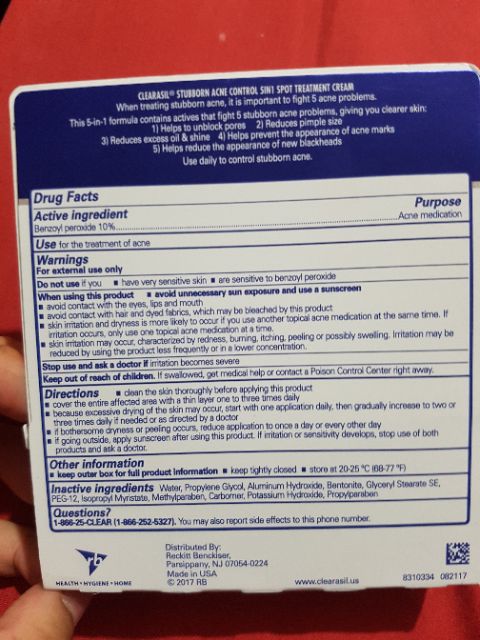 CLEARASIL® STUBBORN ACNE CONTROL 5IN1 SPOT TREATMENT CREAM
When treating stubborn acne, it is important to fight 5 acne problems.
This 5-in-1 formula contains actives that fight 5 stubborn acne problems, giving you clearer skin:
1) Helps to unblock pores 2) Reduces pimple size
3) Reduces excess oil & shine 4) Helps prevent the appearance of acne marks
5) Helps reduce the appearance of new blackheads
Use daily to control stubborn acne.
Drug Facts
Active ingredient Purpose
Benzoyl peroxide 10%..........Acne medication
Use for the treatment of acne
Warnings
For external use only
Do not use if you ▪ have very sensitive skin ▪ are sensitive to benzoyl peroxide
When using this product ▪ avoid unnecessary sun exposure and use a sunscreen
▪ avoid contact with the eyes, lips and mouth
▪ avoid contact with hair and dyed fabrics, which may be bleached by this product
▪ skin irritation and dryness is more likely to occur if you use another topical acne medication at the same time. If
irritation occurs, only use one topical acne medication at a time.
▪ skin irritation may occur, characterized by redness, burning, itching, peeling or possibly swelling. Irritation may be
reduced by using the product less frequently or in a lower concentration.
Stop use and ask a doctor if irritation becomes severe
Keep out of reach of children. If swallowed, get medical help or contact a Poison Control Center right away.
Directions ▪ clean the skin thoroughly before applying this product
▪ cover the entire affected area with a thin layer one to three times daily
▪ because excessive drying of the skin may occur, start with one application daily, then gradually increase to two or
three times daily if needed or as directed by a doctor
▪ if bothersome dryness or peeling occurs, reduce application to once a day or every other day
▪ if going outside, apply sunscreen after using this product. If irritation or sensitivity develops, stop use of both
products and ask a doctor.
Other information
▪ keep outer box for full product information ▪ keep tightly closed ▪ store at 20-25 °C (68-77 °F)
Inactive ingredients Water, Propylene Glycol, Aluminum Hydroxide, Bentonite, Glyceryl Stearate SE,
PEG-12, Isopropyl Myristate, Methylparaben, Carbomer, Potassium Hydroxide, Propylparaben
Questions?
1-866-25-CLEAR (1-866-252-5327). You may also report side effects to this phone number.
rb
HEALTH • HYGIENE • HOME
Distributed By:
Reckitt Benckiser,
Parsippany, NJ 07054-0224
Made in USA
© 2017 RB
www.clearasil.us
8310334 082117